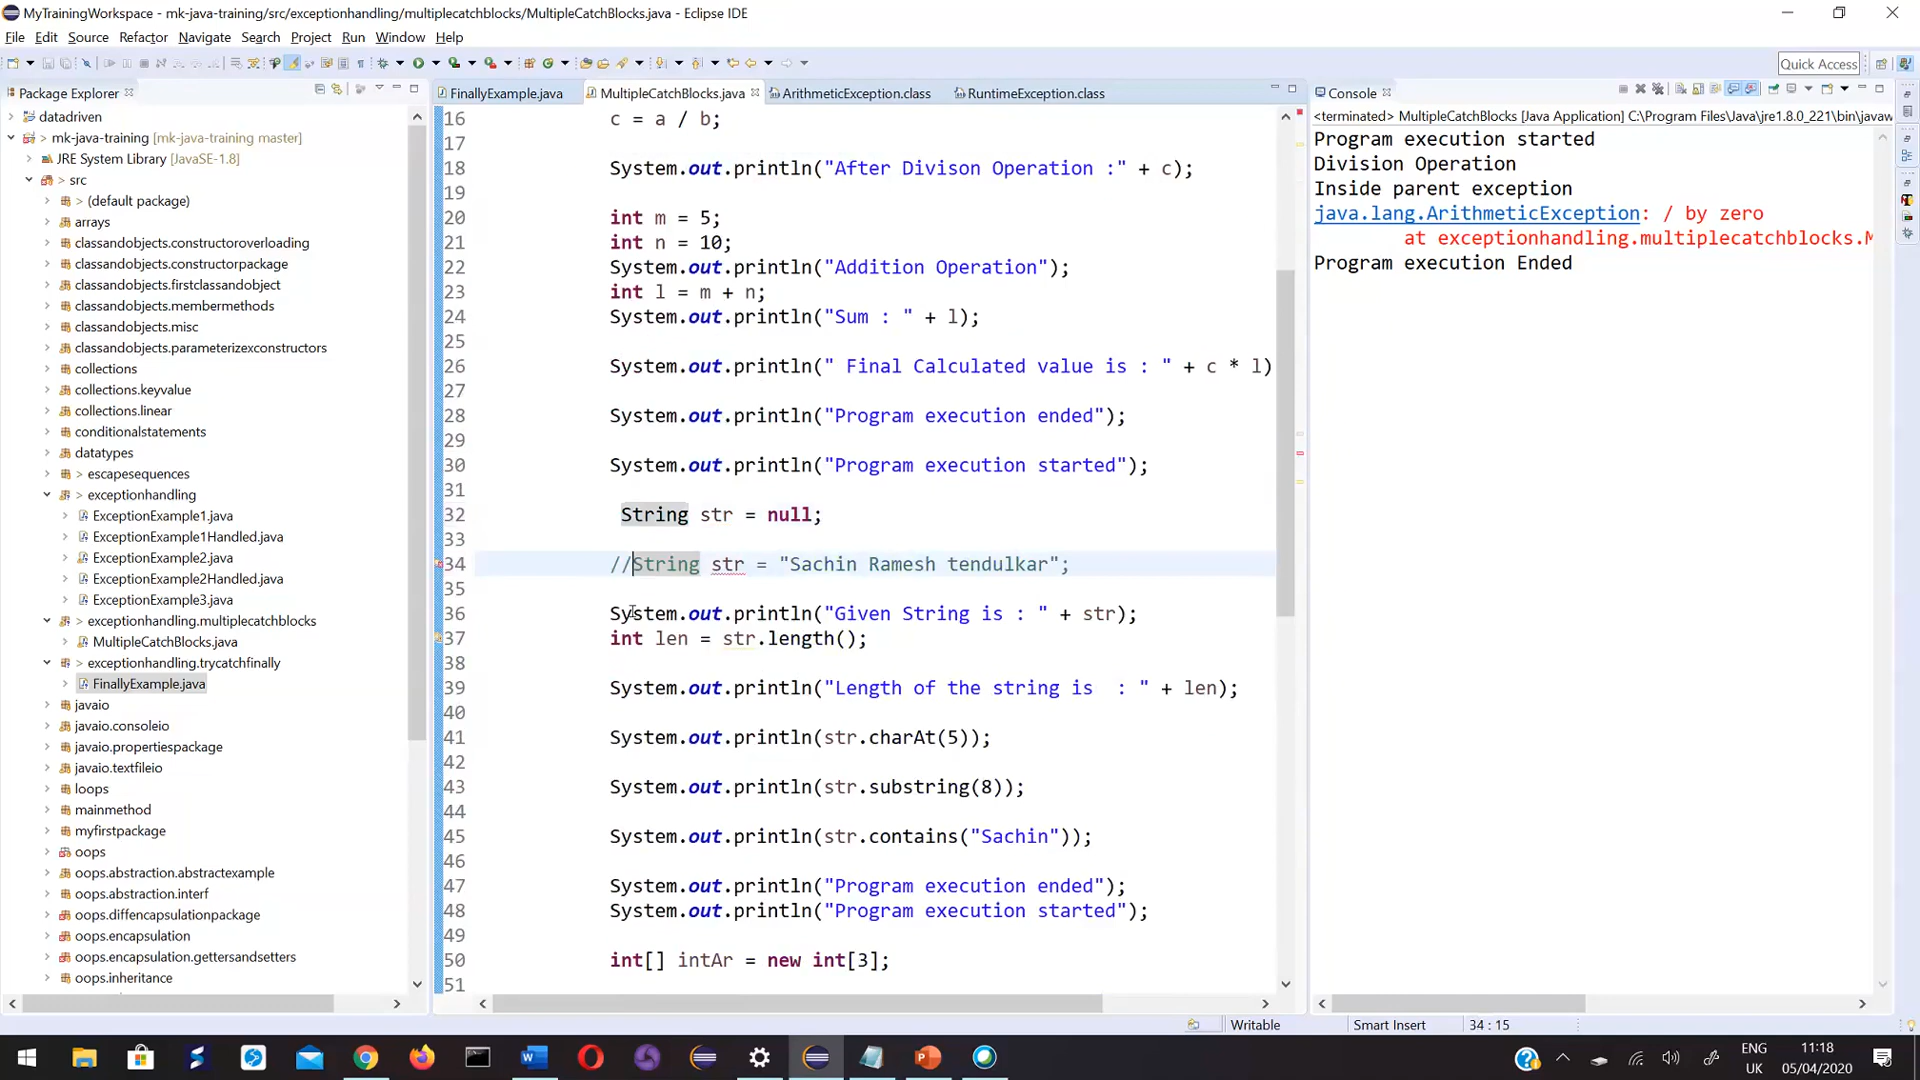 MyTrainingWorkspace - mk-java-training/src/exceptionhandling/multiplecatchblocks/MultipleCatchBlocks.java - Eclipse IDE
File Edit Source Refactor Navigate Search Project Run Window Help
Quick Access
Package Explorer
datadriven
> mk-java-training [mk-java-training master]
JRE System Library [JavaSE-1.8]
> src
> (default package)
arrays
classandobjects.constructoroverloading
classandobjects.constructorpackage
classandobjects.firstclassandobject
classandobjects.membermethods
classandobjects.misc
classandobjects.parameterizexconstructors
collections
collections.keyvalue
collections.linear
conditionalstatements
datatypes
> escapesequences
> exceptionhandling
ExceptionExample1.java
ExceptionExample1Handled.java
ExceptionExample2.java
ExceptionExample2Handled.java
ExceptionExample3.java
> exceptionhandling.multiplecatchblocks
MultipleCatchBlocks.java
> exceptionhandling.trycatchfinally
FinallyExample.java
javaio
javaio.consoleio
javaio.propertiespackage
javaio.textfileio
loops
mainmethod
myfirstpackage
oops
oops.abstraction.abstractexample
oops.abstraction.interf
oops.diffencapsulationpackage
oops.encapsulation
oops.encapsulation.gettersandsetters
oops.inheritance
FinallyExample.java MultipleCatchBlocks.java ArithmeticException.class RuntimeException.class
16 c = a / b;
18 System.out.println("After Divison Operation :" + c);
19
20 int m = 5;
21 int n = 10;
22 System.out.println("Addition Operation");
23 int l = m + n;
24 System.out.println("Sum : " + l);
25
26 System.out.println(" Final Calculated value is : " + c * l)
27
28 System.out.println("Program execution ended");
29
30 System.out.println("Program execution started");
31
32 String str = null;
33
34 //String str = "Sachin Ramesh tendulkar";
35
36 System.out.println("Given String is : " + str);
37 int len = str.length();
38
39 System.out.println("Length of the string is  : " + len);
40
41 System.out.println(str.charAt(5));
42
43 System.out.println(str.substring(8));
44
45 System.out.println(str.contains("Sachin"));
46
47 System.out.println("Program execution ended");
48 System.out.println("Program execution started");
49
50 int[] intAr = new int[3];
51
Console
<terminated> MultipleCatchBlocks [Java Application] C:\Program Files\Java\jre1.8.0_221\bin\javaw
Program execution started
Division Operation
Inside parent exception
java.lang.ArithmeticException: / by zero
at exceptionhandling.multiplecatchblocks.M
Program execution Ended
Writable Smart Insert 34 : 15
ENG
UK
11:18
05/04/2020